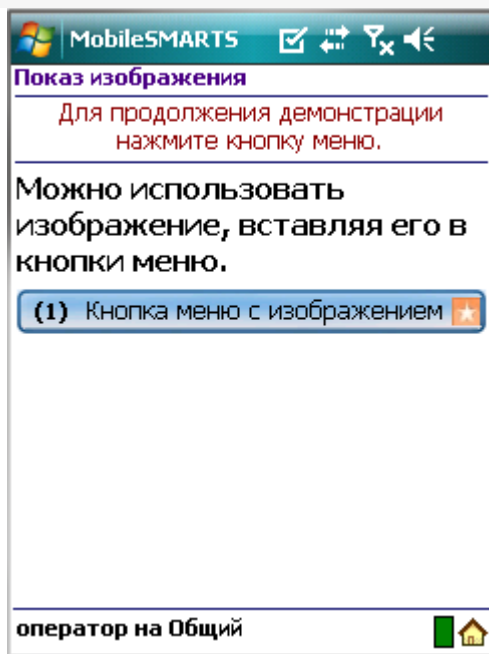 MobileSMARTS
Показ изображения
Для продолжения демонстрации
нажмите кнопку меню.
Можно использовать
изображение, вставляя его в
кнопки меню.
(1) Кнопка меню с изображением
оператор на Общий